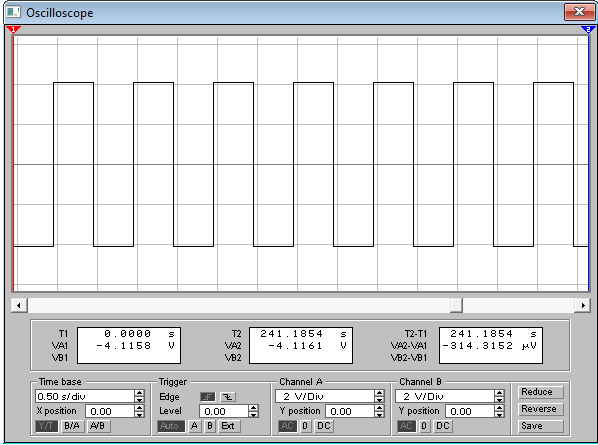 Oscilloscope
1 2
T1 0.0000 s T2 241.1854 s T2-T1 241.1854 s
VA1 -4.1158 V VA2 -4.1161 V VA2-VA1 -314.3152 µV
VB1 VB2 VB2-VB1
Time base Trigger Channel A Channel B
0.50 s/div Edge 2 V/Div 2 V/Div Reduce
X position 0.00 Level 0.00 Y position 0.00 Y position 0.00 Reverse
Y/T B/A A/B Auto A B Ext AC 0 DC AC 0 DC Save